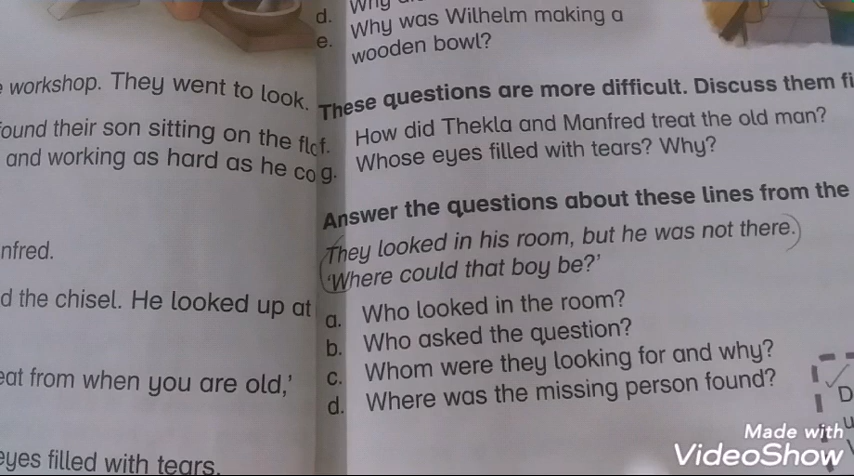 workshop. They went to look.
found their son sitting on the
and working as hard as he
nfred.
d the chisel. He looked up at
eat from when you are old,'
eyes filled with tears.
d. Why
e. Why was Wilhelm making a
wooden bowl?
These questions are more difficult. Discuss them
f. How did Thekla and Manfred treat the old man?
g. Whose eyes filled with tears? Why?
Answer the questions about these lines from the
They looked in his room, but he was not there.
'Where could that boy be?'
a. Who looked in the room?
b. Who asked the question?
c. Whom were they looking for and why?
d. Where was the missing person found?
D
u
Made with
VideoShow